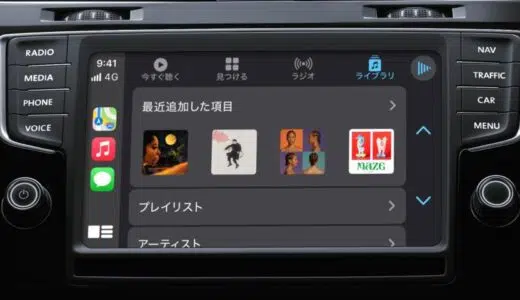 RADIO
MEDIA
PHONE
VOICE
9:41
4G
今すぐ聴く
見つける
ラジオ
ライブラリ
最近追加した項目
MAZE
プレイリスト
アーティスト
NAV
TRAFFIC
CAR
MENU